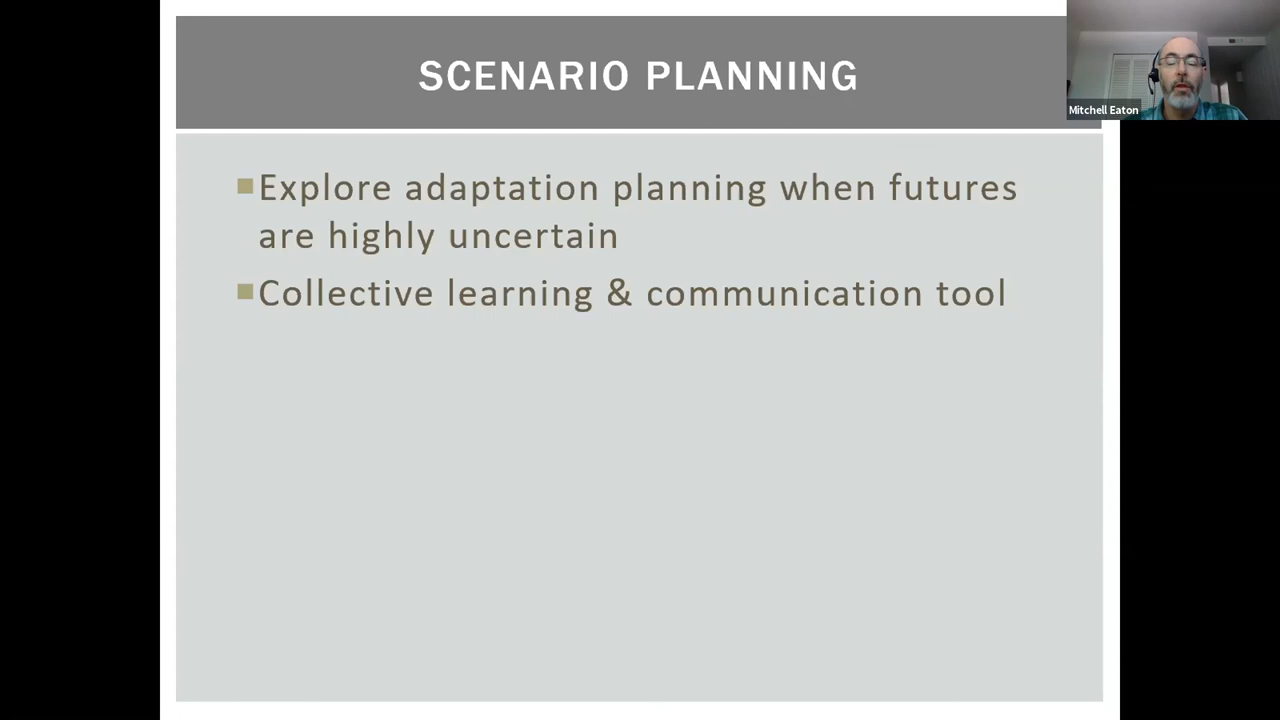 SCENARIO PLANNING
Mitchell Eaton
Explore adaptation planning when futures
are highly uncertain
Collective learning & communication tool